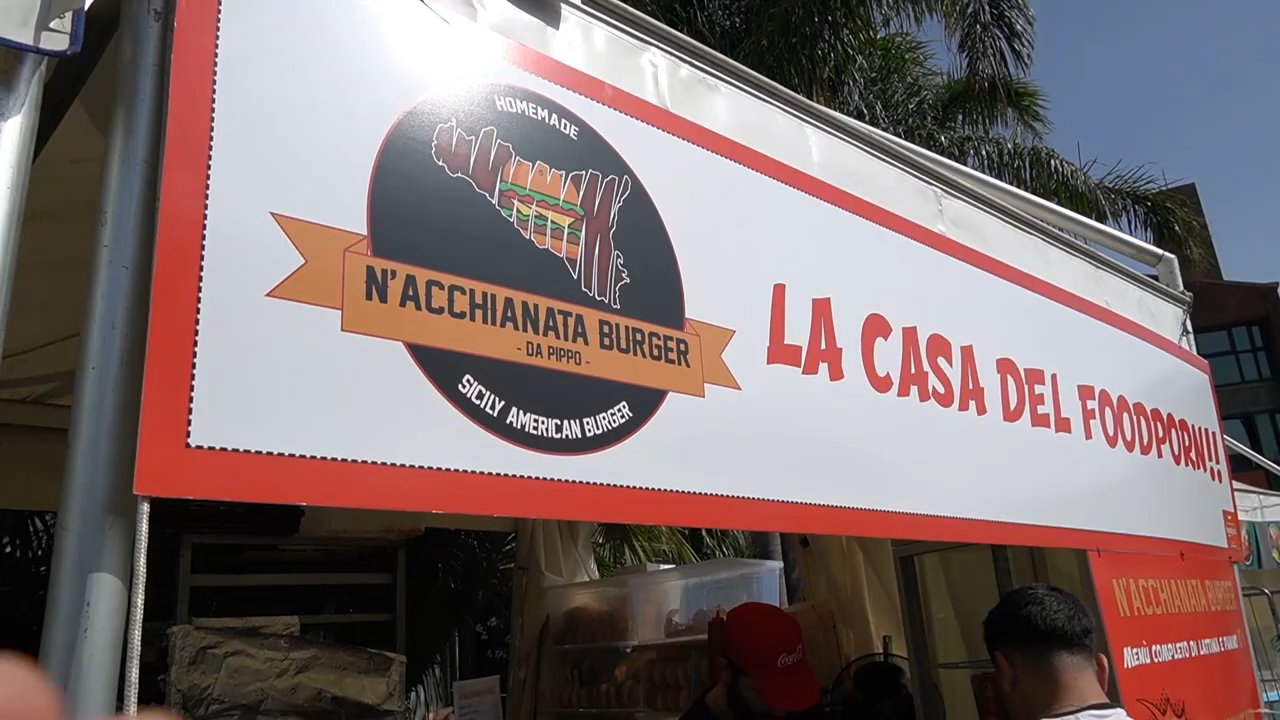 HOMEMADE
N'ACCHIANATA BURGER
- DA PIPPO -
SICILY AMERICAN BURGER
LA CASA DEL FOODPORN!!
Coca-Cola
N'ACCHIANATA BURGER
MENÙ COMPLETO DI LATTINA E